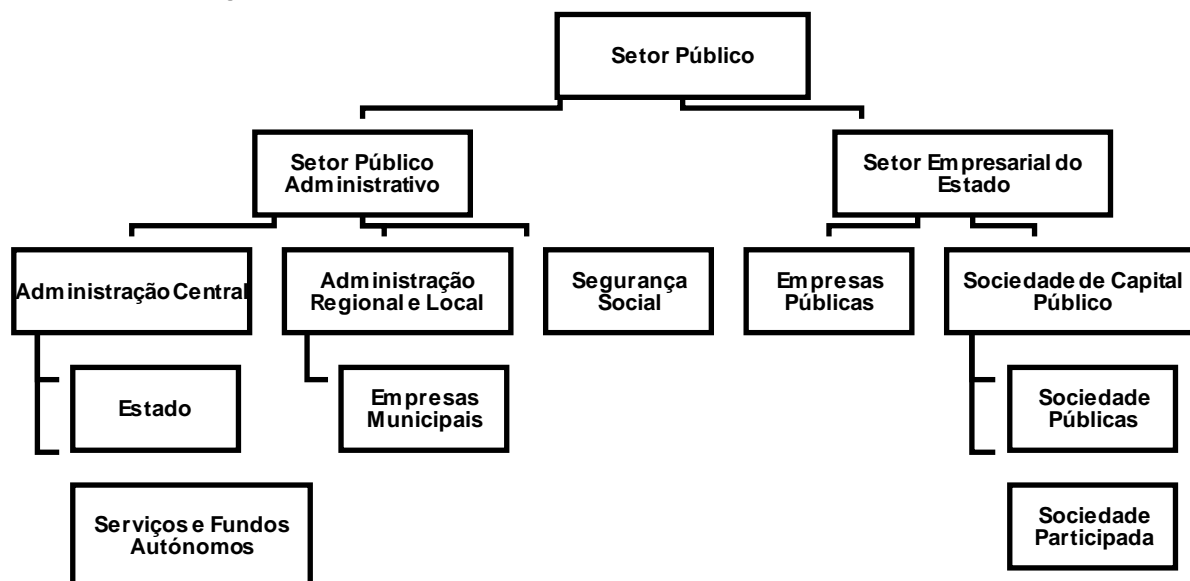 Setor Público
Setor Público
Administrativo
Setor Empresarial do
Estado
Administração Central
Administração
Regional e Local
Segurança
Social
Empresas
Públicas
Sociedade de Capital
Público
Estado
Empresas
Municipais
Sociedade
Públicas
Serviços e Fundos
Autónomos
Sociedade
Participada